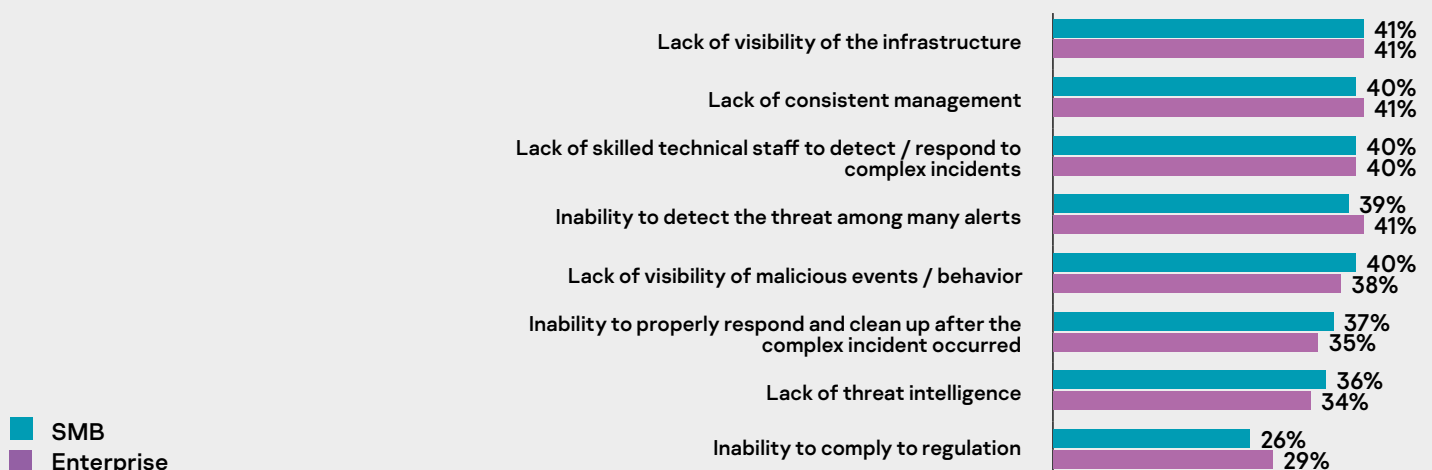 Lack of visibility of the infrastructure
41%
41%
Lack of consistent management
40%
41%
Lack of skilled technical staff to detect / respond to
complex incidents
40%
40%
Inability to detect the threat among many alerts
39%
41%
Lack of visibility of malicious events / behavior
40%
38%
Inability to properly respond and clean up after the
complex incident occurred
37%
35%
Lack of threat intelligence
36%
34%
Inability to comply to regulation
26%
29%
SMB
Enterprise